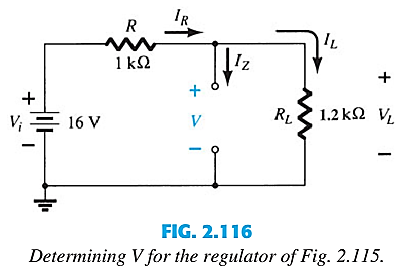 R
I_R
1 kΩ
I_Z
I_L
+
V_i
16 V
−
+
V
−
R_L
1.2 kΩ
+
V_L
−
FIG. 2.116
Determining V for the regulator of Fig. 2.115.